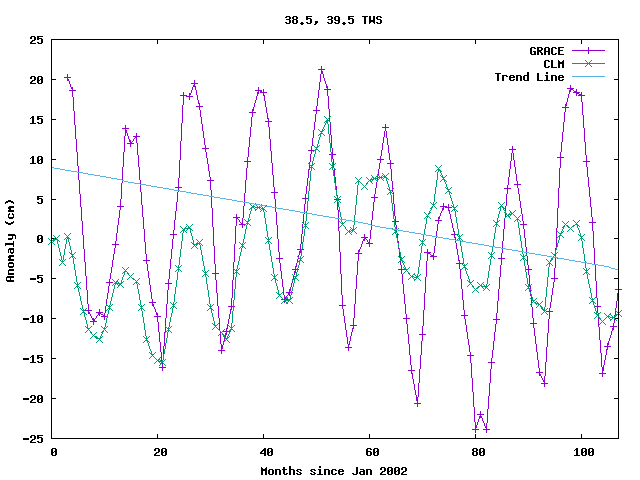 38.5, 39.5 TWS
GRACE
CLM
Trend Line
25
20
15
10
5
0
-5
-10
-15
-20
-25
Anomaly (cm)
0 20 40 60 80 100
Months since Jan 2002